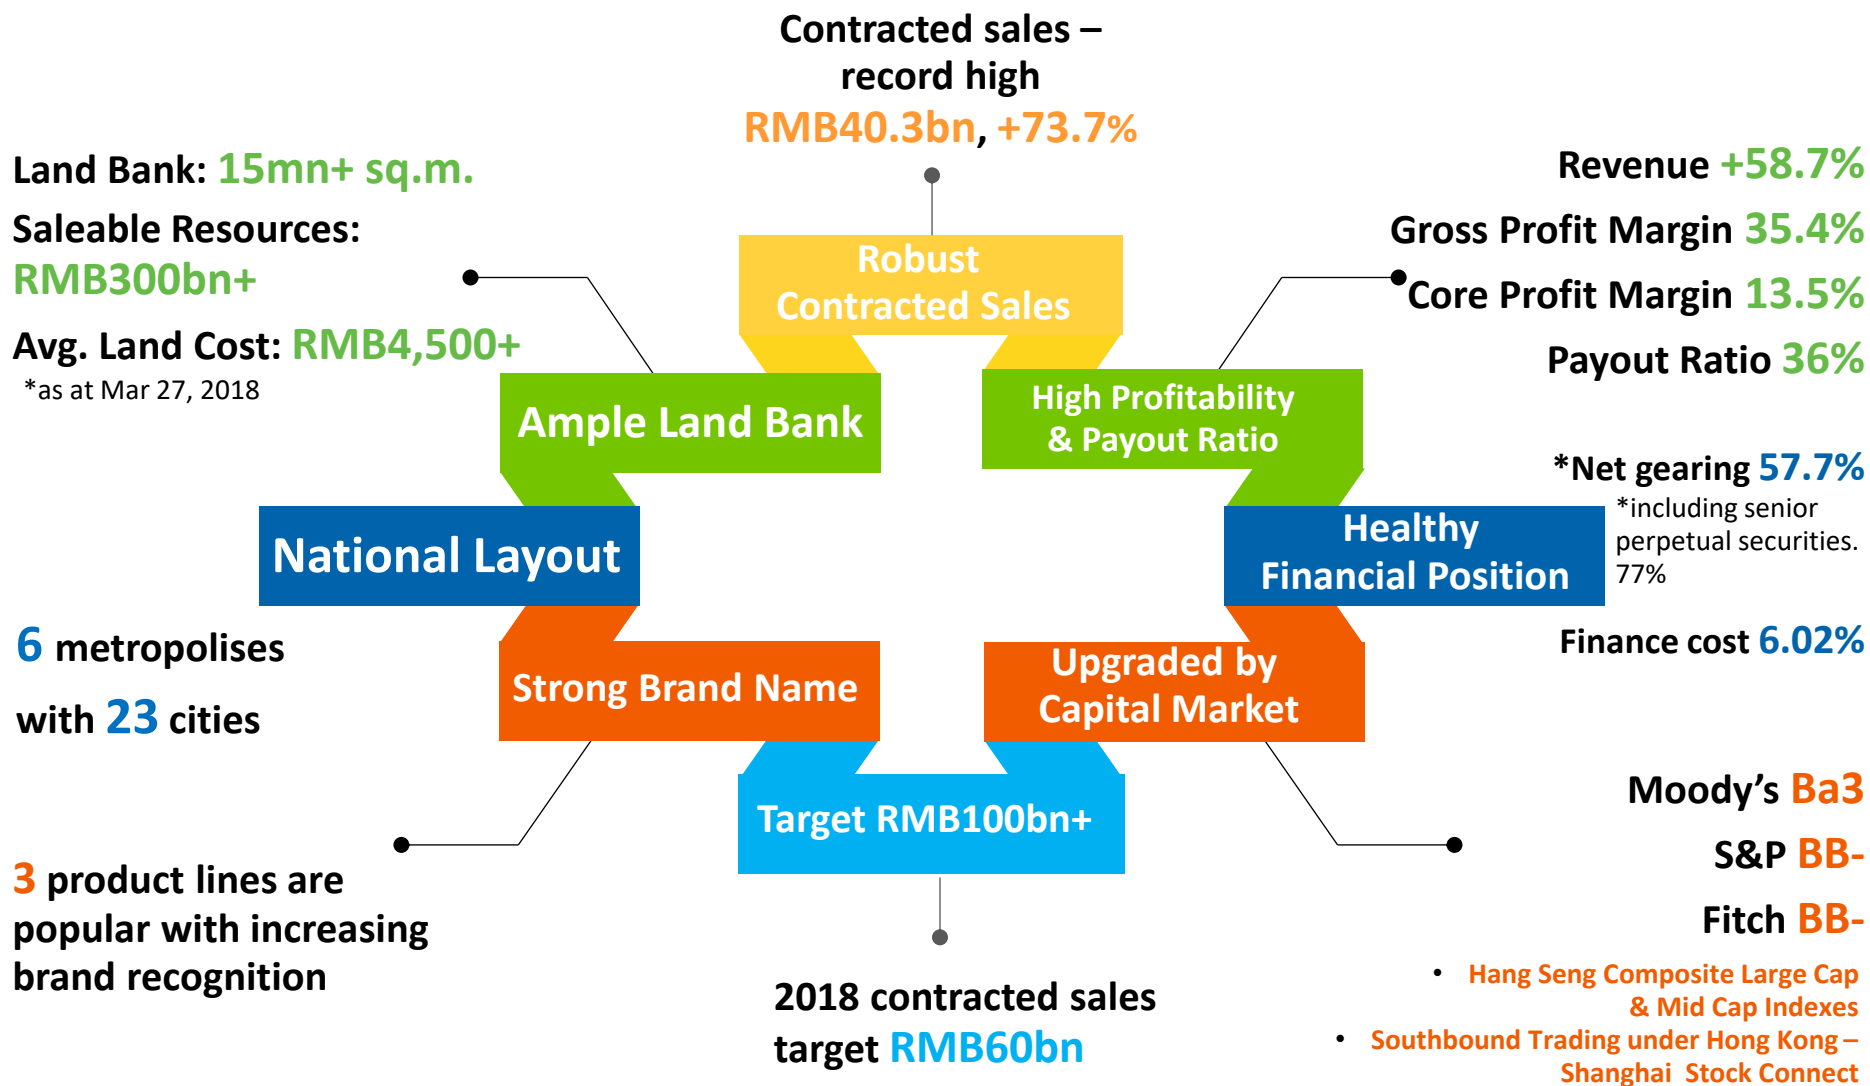 Contracted sales –
record high
RMB40.3bn, +73.7%
Land Bank: 15mn+ sq.m.
Saleable Resources:
RMB300bn+
Avg. Land Cost: RMB4,500+
*as at Mar 27, 2018
Revenue +58.7%
Gross Profit Margin 35.4%
Core Profit Margin 13.5%
Payout Ratio 36%
Robust
Contracted Sales
Ample Land Bank
High Profitability
& Payout Ratio
National Layout
Healthy
Financial Position
*Net gearing 57.7%
*including senior
perpetual securities.
77%
Finance cost 6.02%
6 metropolises
with 23 cities
Strong Brand Name
Upgraded by
Capital Market
Target RMB100bn+
3 product lines are
popular with increasing
brand recognition
2018 contracted sales
target RMB60bn
Moody’s Ba3
S&P BB-
Fitch BB-
• Hang Seng Composite Large Cap
& Mid Cap Indexes
• Southbound Trading under Hong Kong –
Shanghai Stock Connect